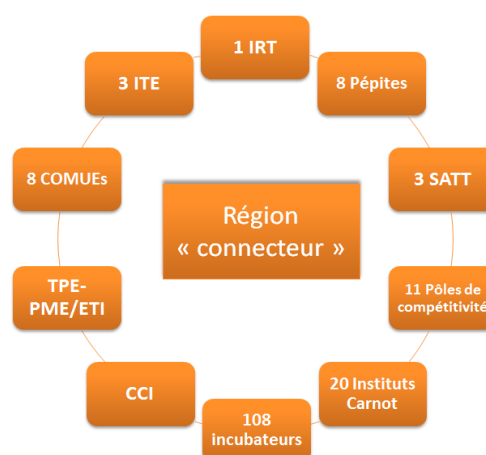 1 IRT
8 Pépites
3 SATT
11 Pôles de
compétitivité
20 Instituts
Carnot
108
incubateurs
CCI
TPE-
PME/ETI
8 COMUEs
3 ITE
Région
« connecteur »